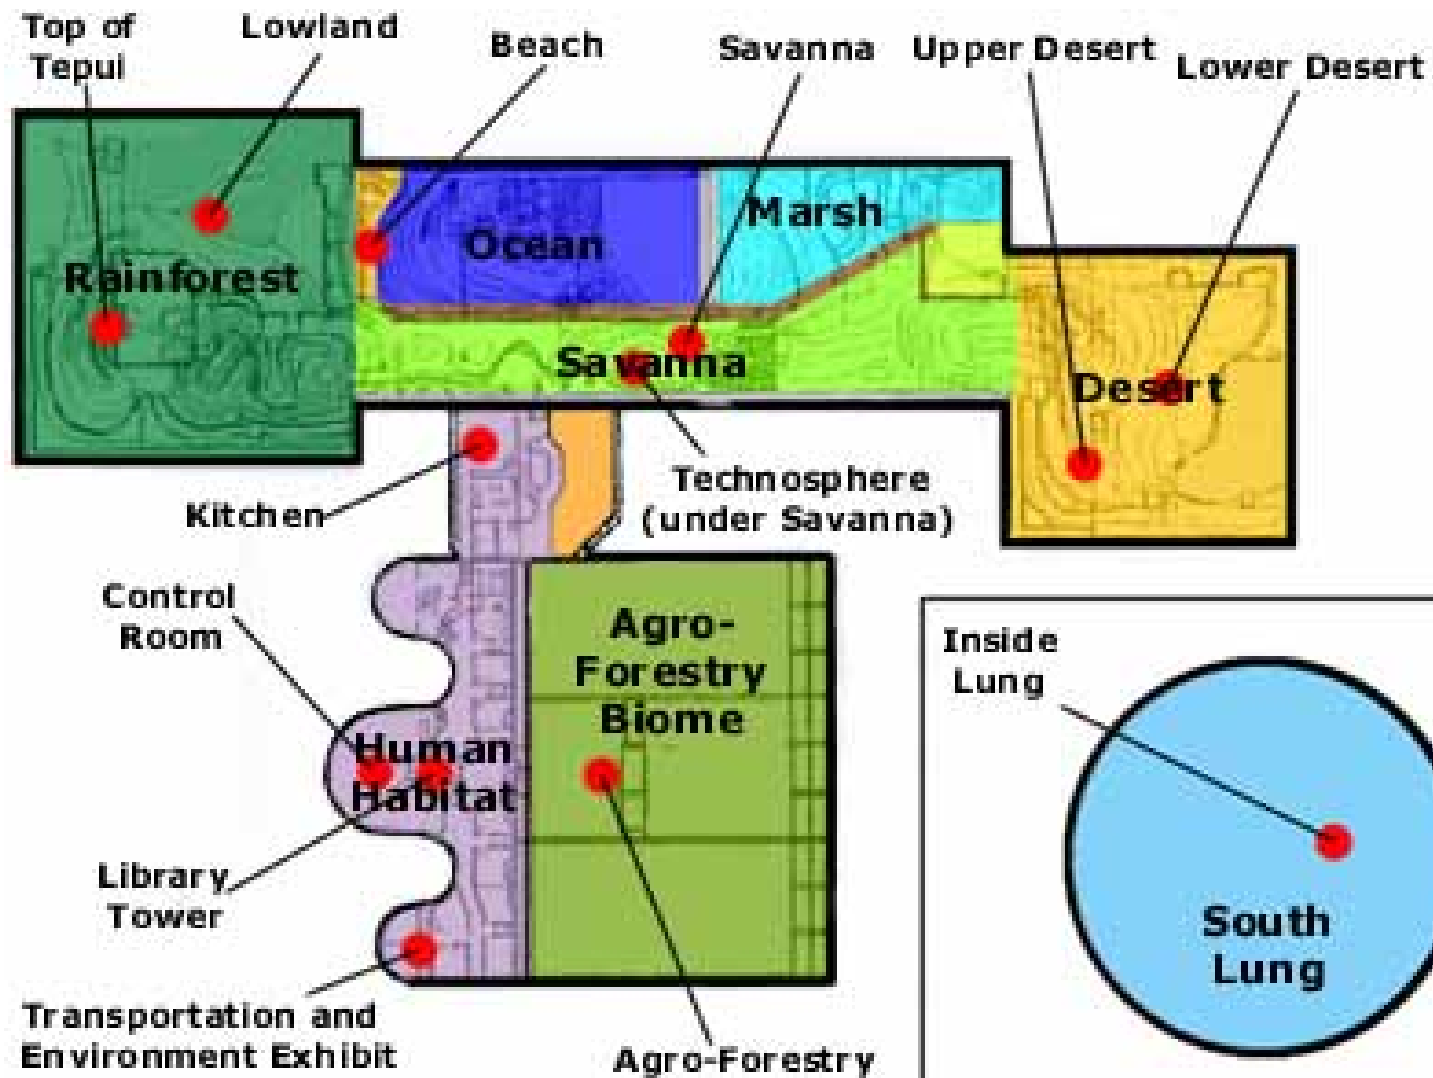 Top of
Tepui
Lowland
Beach
Savanna
Upper Desert
Lower Desert
Rainforest
Ocean
Marsh
Savanna
Desert
Kitchen
Technosphere
(under Savanna)
Control
Room
Agro-
Forestry
Biome
Human
Habitat
Library
Tower
Transportation and
Environment Exhibit
Agro-Forestry
Inside
Lung
South
Lung